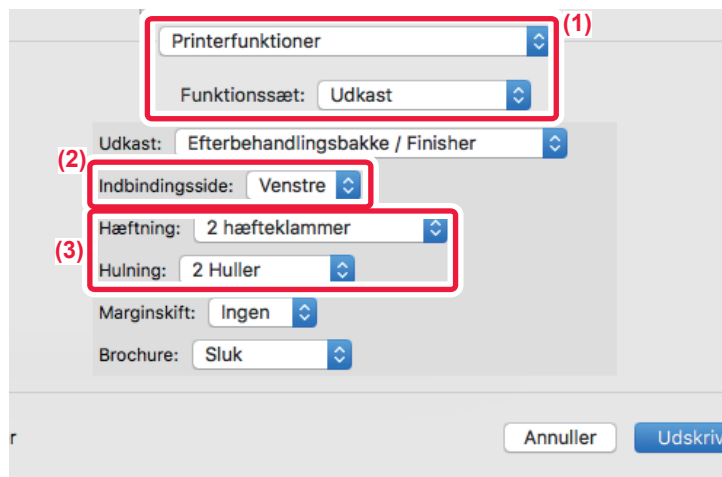 Printerfunktioner
(1)
Funktionssæt: Udkast
Udkast: Efterbehandlingsbakke / Finisher
(2)
Indbindingsside: Venstre
Hæftning: 2 hæfteklammer
(3)
Hulning: 2 Huller
Marginskift: Ingen
Brochure: Sluk
r Annuller Udskriv